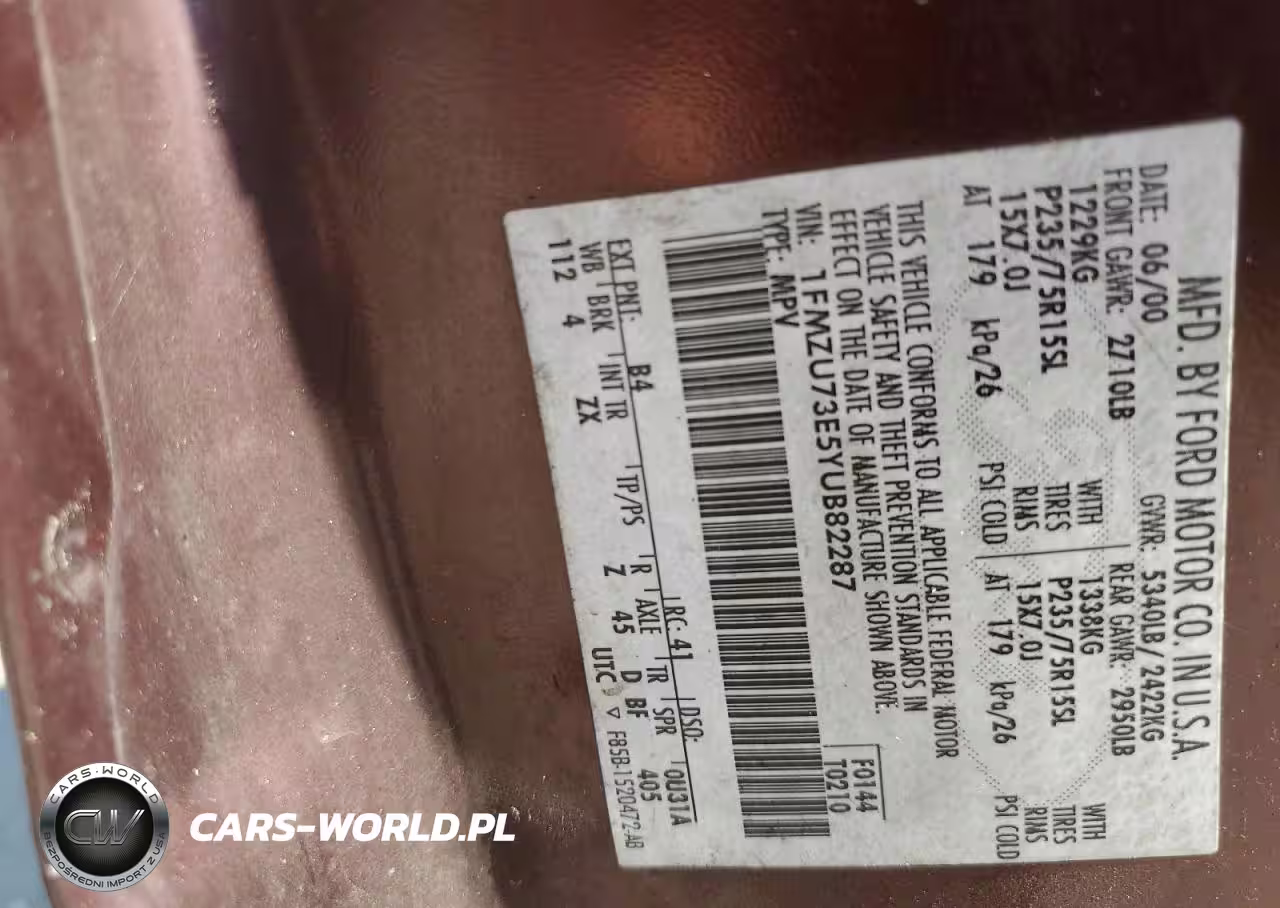 MFD. BY FORD MOTOR CO. IN U.S.A.
DATE: 06/00 GVWR: 5340LB/2422KG
FRONT GAWR: 2710LB REAR GAWR: 2950LB
1229KG WITH 1338KG WITH
P235/75R15SL TIRES P235/75R15SL TIRES
15X7.0J RIMS 15X7.0J RIMS
AT 179 kPa/26 PSI COLD AT 179 kPa/26 PSI COLD
THIS VEHICLE CONFORMS TO ALL APPLICABLE FEDERAL MOTOR
VEHICLE SAFETY AND THEFT PREVENTION STANDARDS IN
EFFECT ON THE DATE OF MANUFACTURE SHOWN ABOVE.
VIN: 1FMZU73E5YUB82287
TYPE: MPV
F0144
T0210
EXT PNT: B4 RC: 41 DSO:
WB BRK INT TR TP/PS R AXLE TR SPR 0U31A
112 4 ZX Z 45 D BF 405
UTC ▽ F85B-1520472-AB
CARS-WORLD
CW
BEZPOŚREDNI IMPORT Z USA
CARS-WORLD.PL